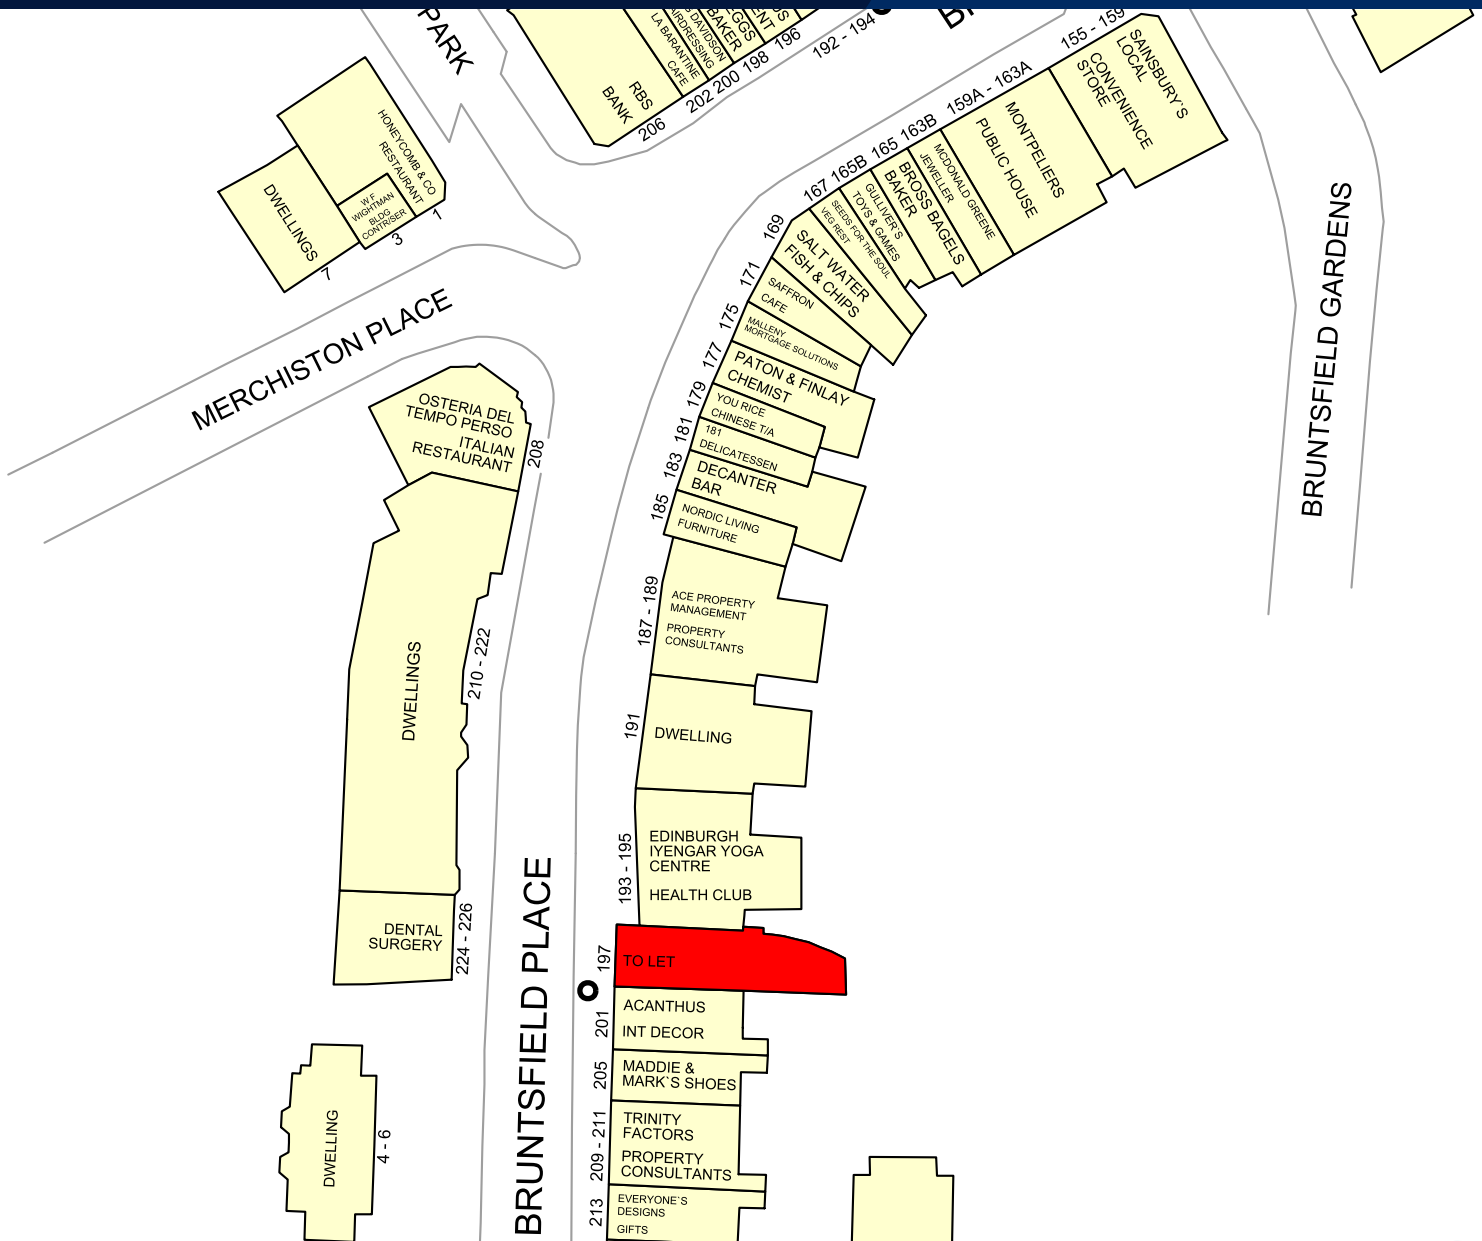 PARK
RBS
BANK
LA BARANTINE
CAFE
DAVIDSON
BAKER
206
202
200
198
196
192 - 194
155 - 159
159A - 163A
163B
165
165B
167
169
171
175
177
179
181
183
185
187 - 189
191
193 - 195
197
201
205
209 - 211
213
SAINSBURY`S
LOCAL
CONVENIENCE
STORE
MONTPELIERS
PUBLIC HOUSE
MCDONALD GREENE
JEWELLER
BROSS BAGELS
BAKER
GULLIVER'S
TOYS & GAMES
SEEDS FOR THE SOUL
VEG REST
SALT WATER
FISH & CHIPS
SAFFRON
CAFE
MALLENY
MORTGAGE SOLUTIONS
PATON & FINLAY
CHEMIST
YOU RICE
CHINESE T/A
181
DELICATESSEN
DECANTER
BAR
NORDIC LIVING
FURNITURE
ACE PROPERTY
MANAGEMENT
PROPERTY
CONSULTANTS
DWELLING
EDINBURGH
IYENGAR YOGA
CENTRE
HEALTH CLUB
TO LET
ACANTHUS
INT DECOR
MADDIE &
MARK`S SHOES
TRINITY
FACTORS
PROPERTY
CONSULTANTS
EVERYONE`S
DESIGNS
GIFTS
HONEYCOMB & CO
RESTAURANT
W.F.
WIGHTMAN
BLDG
CONTR/SER
DWELLINGS
1
3
7
MERCHISTON PLACE
OSTERIA DEL
TEMPO PERSO
ITALIAN
RESTAURANT
208
DWELLINGS
210 - 222
DENTAL
SURGERY
224 - 226
DWELLING
4 - 6
BRUNTSFIELD PLACE
BRUNTSFIELD GARDENS